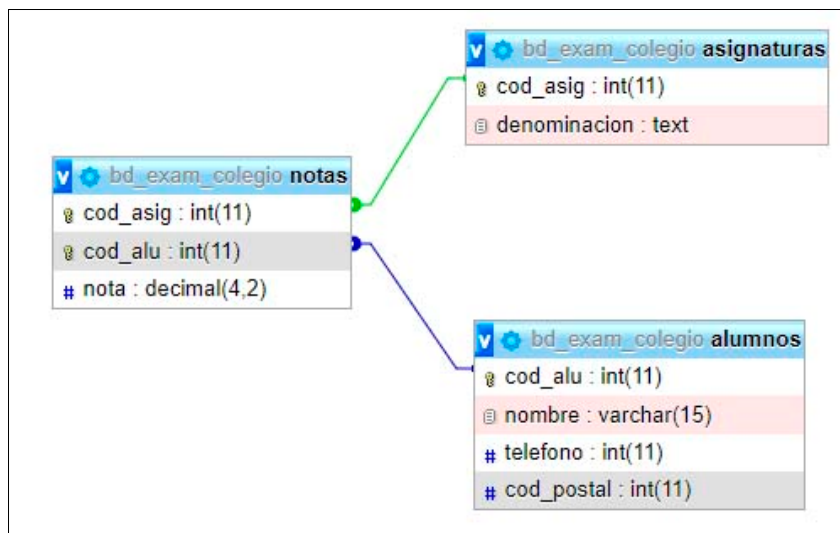 v bd_exam_colegio asignaturas
cod_asig : int(11)
denominacion : text
v bd_exam_colegio notas
cod_asig : int(11)
cod_alu : int(11)
# nota : decimal(4,2)
v bd_exam_colegio alumnos
cod_alu : int(11)
nombre : varchar(15)
# telefono : int(11)
# cod_postal : int(11)